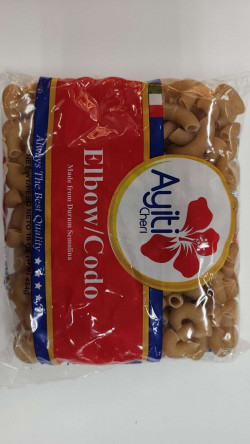 Ayiti
Cheri
Elbow/Codo
Made from Durum Semolina
Always The Best Quality